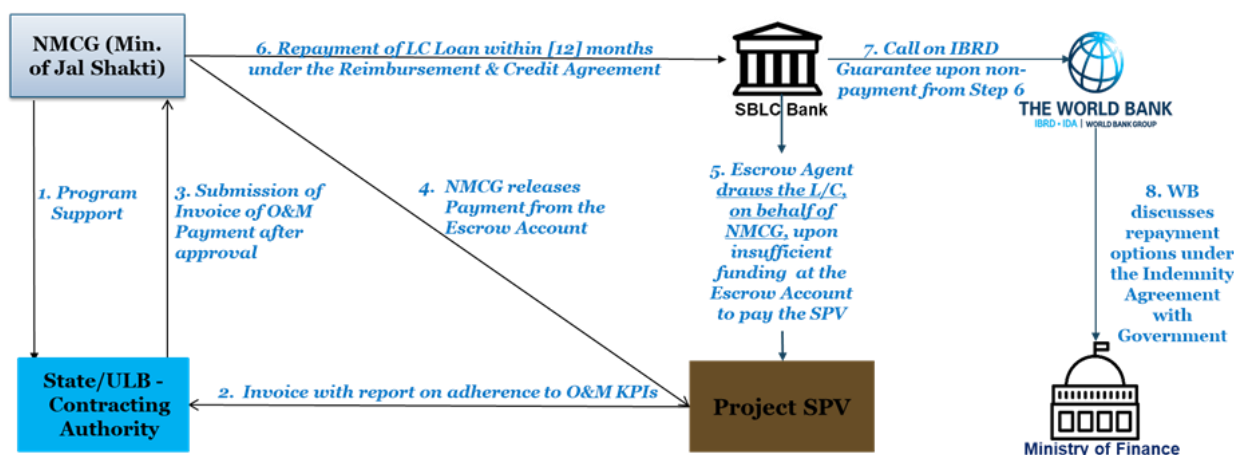 NMCG (Min.
of Jal Shakti)
6. Repayment of LC Loan within [12] months
under the Reimbursement & Credit Agreement
SBLC Bank
7. Call on IBRD
Guarantee upon non-
payment from Step 6
THE WORLD BANK
IBRD • IDA | WORLD BANK GROUP
1. Program
Support
3. Submission of
Invoice of O&M
Payment after
approval
4. NMCG releases
Payment from the
Escrow Account
5. Escrow Agent
draws the L/C,
on behalf of
NMCG, upon
insufficient
funding at the
Escrow Account
to pay the SPV
8. WB
discusses
repayment
options under
the Indemnity
Agreement
with
Government
State/ULB -
Contracting
Authority
2. Invoice with report on adherence to O&M KPIs
Project SPV
Ministry of Finance